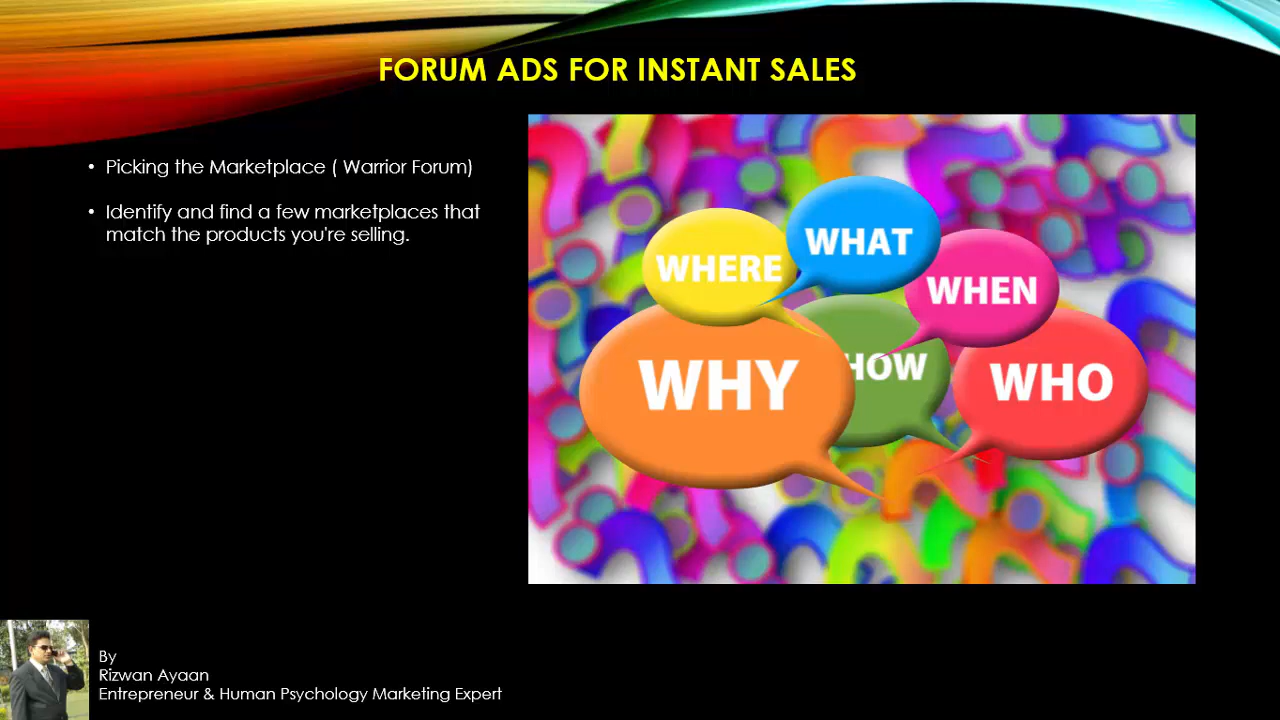 FORUM ADS FOR INSTANT SALES
• Picking the Marketplace ( Warrior Forum)
• Identify and find a few marketplaces that
match the products you're selling.
WHERE
WHAT
WHEN
WHY
HOW
WHO
By
Rizwan Ayaan
Entrepreneur & Human Psychology Marketing Expert